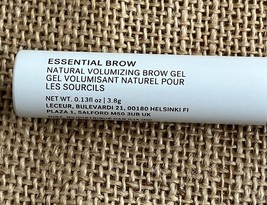 ESSENTIAL BROW
NATURAL VOLUMIZING BROW GEL
GEL VOLUMISANT NATUREL POUR
LES SOURCILS
NET WT. 0.13fl oz | 3.8g
LECEUR, BULEVARDI 21, 00180 HELSINKI FI
PLAZA 1, SALFORD M50 3UB UK